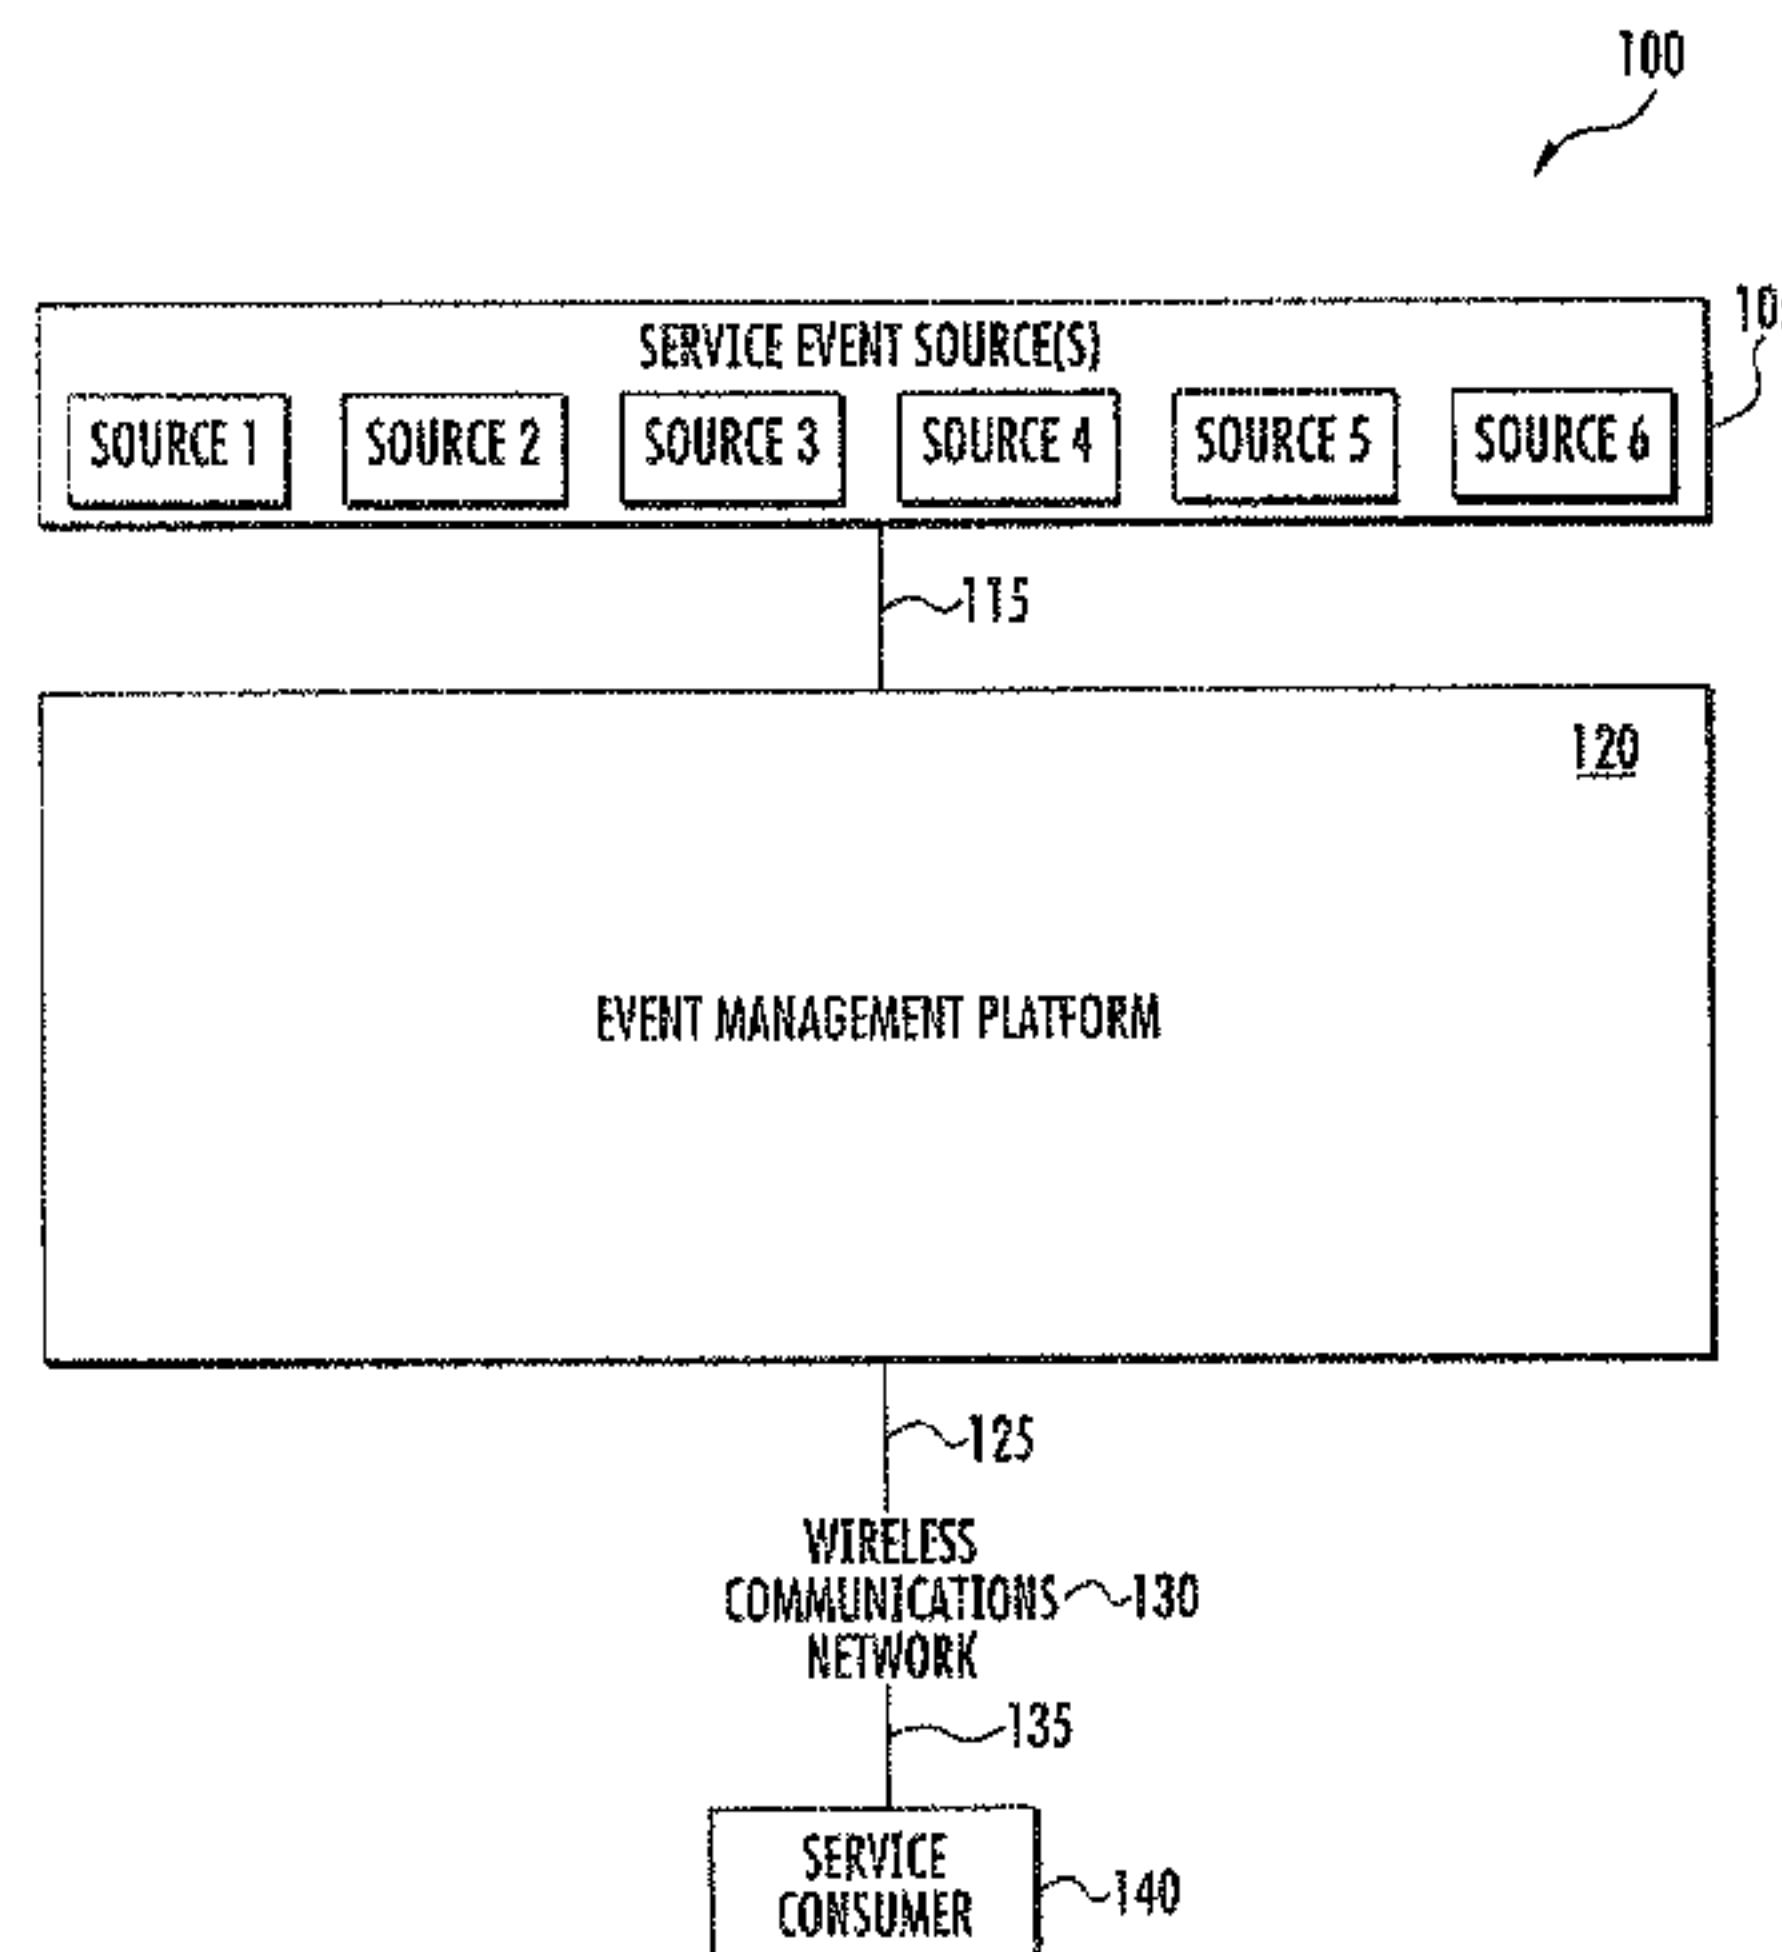 100
SERVICE EVENT SOURCE(S)
SOURCE 1 SOURCE 2 SOURCE 3 SOURCE 4 SOURCE 5 SOURCE 6
115
120
EVENT MANAGEMENT PLATFORM
125
WIRELESS
COMMUNICATIONS 130
NETWORK
135
SERVICE
CONSUMER 140